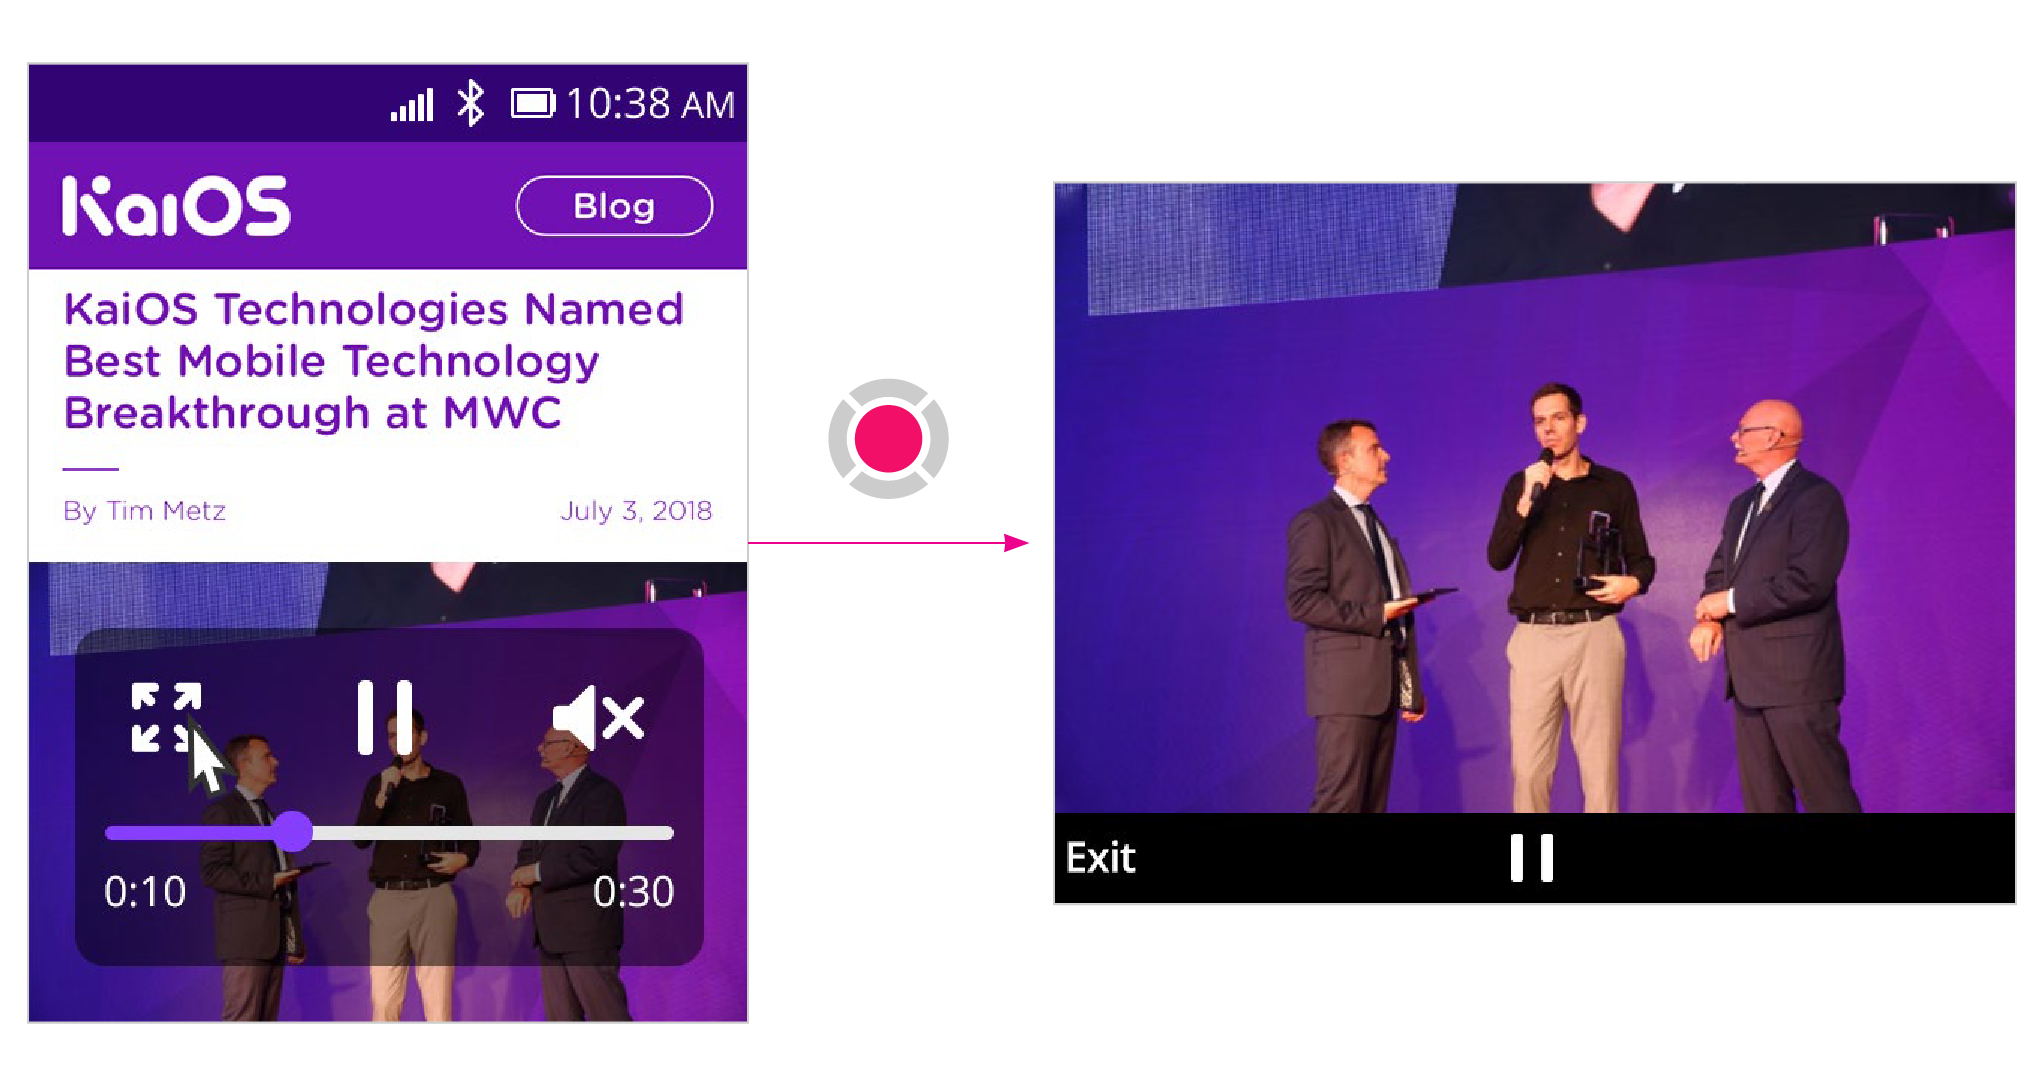 10:38 AM
KaiOS
Blog
KaiOS Technologies Named
Best Mobile Technology
Breakthrough at MWC
By Tim Metz
July 3, 2018
0:10
0:30
Exit